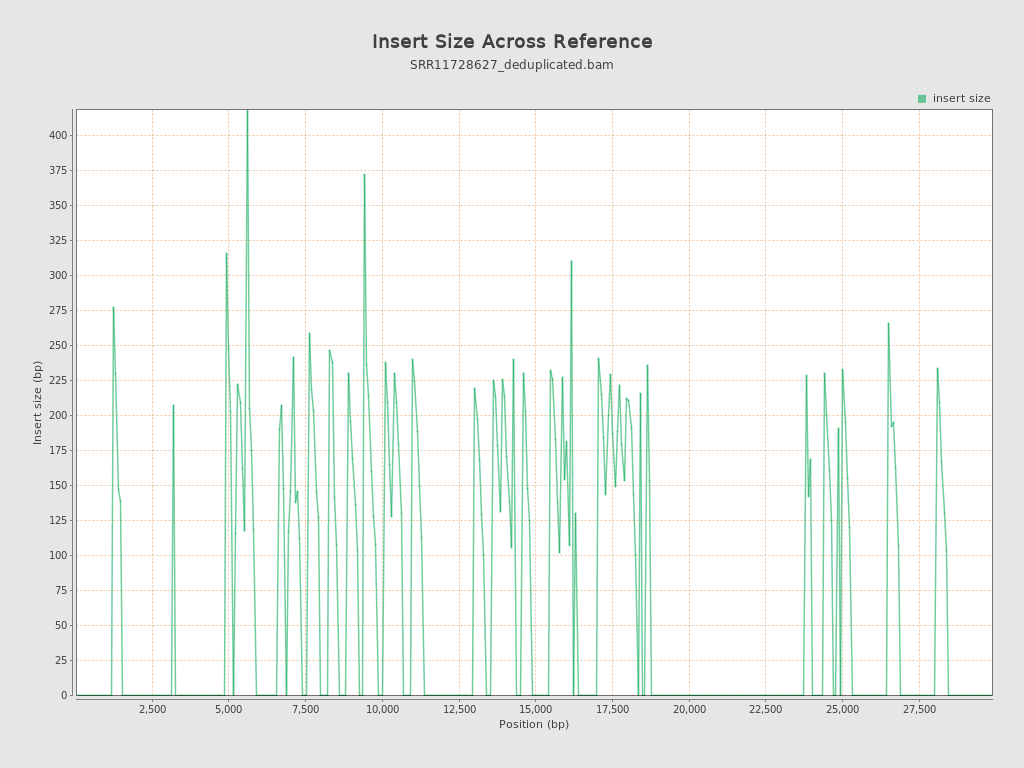 Insert Size Across Reference
SRR11728627_deduplicated.bam
insert size
400
375
350
325
300
275
250
225
200
175
150
125
100
75
50
25
0
Insert size (bp)
2,500 5,000 7,500 10,000 12,500 15,000 17,500 20,000 22,500 25,000 27,500
Position (bp)